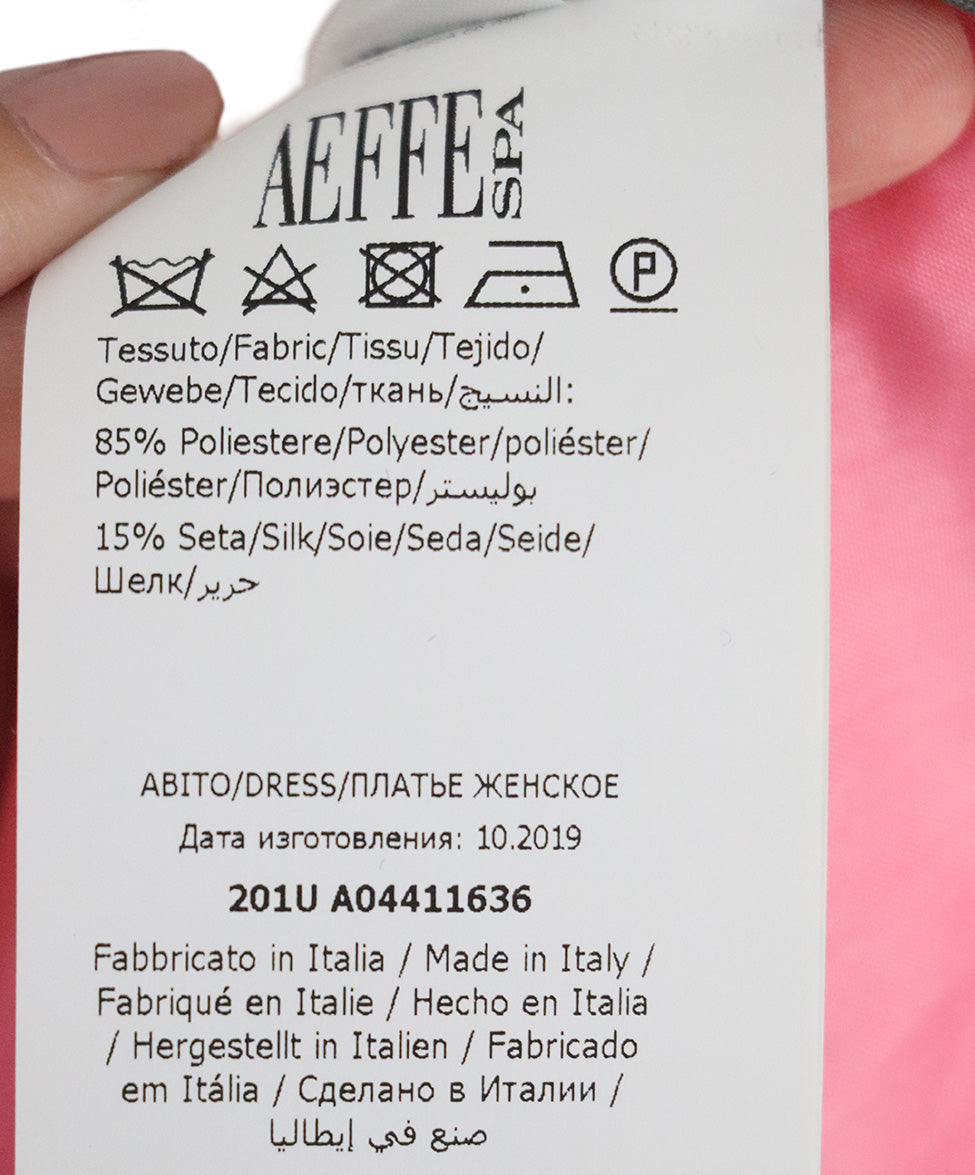 AEFFE SPA
P
Tessuto/Fabric/Tissu/Tejido/
Gewebe/Tecido/ткань/النسيج:
85% Poliestere/Polyester/poliéster/
Poliéster/Полиэстер/بوليستر
15% Seta/Silk/Soie/Seda/Seide/
Шелк/حرير
ABITO/DRESS/ПЛАТЬЕ ЖЕНСКОЕ
Дата изготовления: 10.2019
201U A04411636
Fabbricato in Italia / Made in Italy /
Fabriqué en Italie / Hecho en Italia
/ Hergestellt in Italien / Fabricado
em Itália / Сделано в Италии /
صنع في إيطاليا